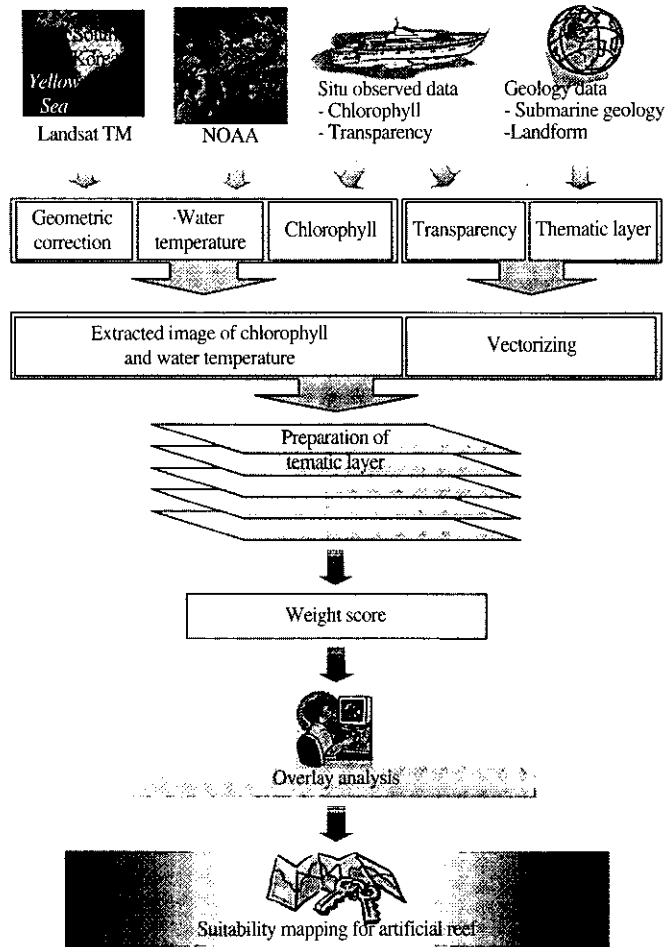 South
Korea
Yellow
Sea
Landsat TM
NOAA
Situ observed data
- Chlorophyll
- Transparency
Geology data
- Submarine geology
-Landform
Geometric
correction
Water
temperature
Chlorophyll
Transparency
Thematic layer
Extracted image of chlorophyll
and water temperature
Vectorizing
Preparation of
tematic layer
Weight score
Overlay analysis
Suitability mapping for artificial reef